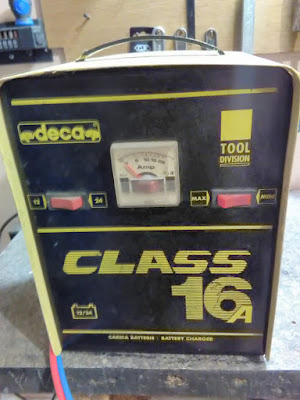 deca
TOOL
DIVISION
Amp
12
24
MAX
MIN
CLASS
16A
12/24
CARICA BATTERIE / BATTERY CHARGER